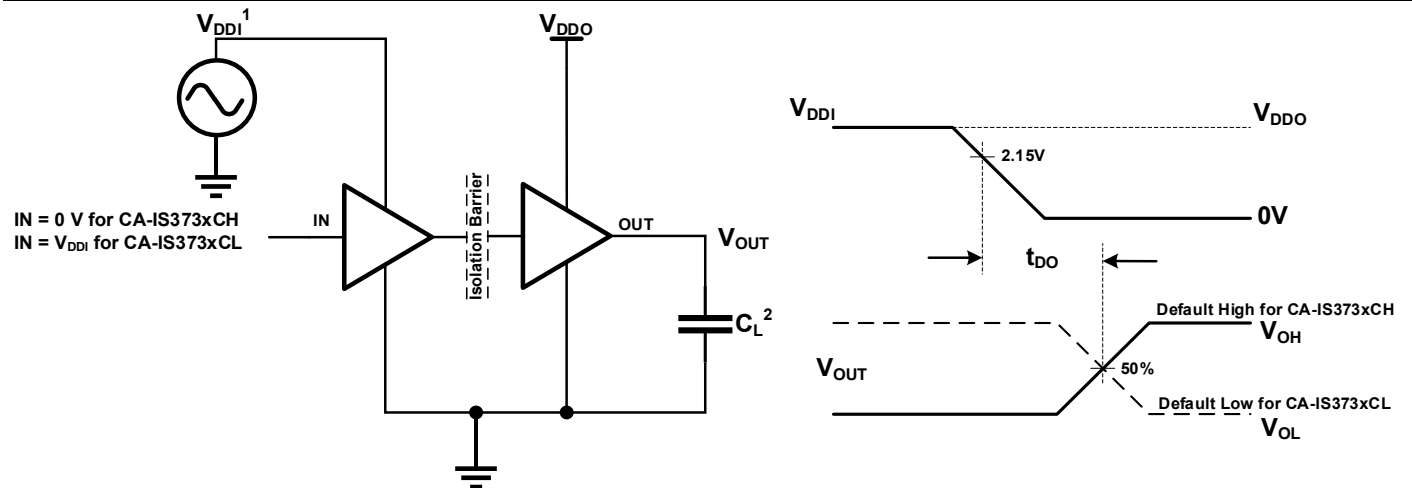 VDDI1
VDDO
IN = 0 V for CA-IS373xCH
IN = VDDI for CA-IS373xCL
IN
Isolation Barrier
OUT
VOUT
CL2
VDDI
VDDO
2.15V
0V
tDO
Default High for CA-IS373xCH
VOH
VOUT
50%
Default Low for CA-IS373xCL
VOL